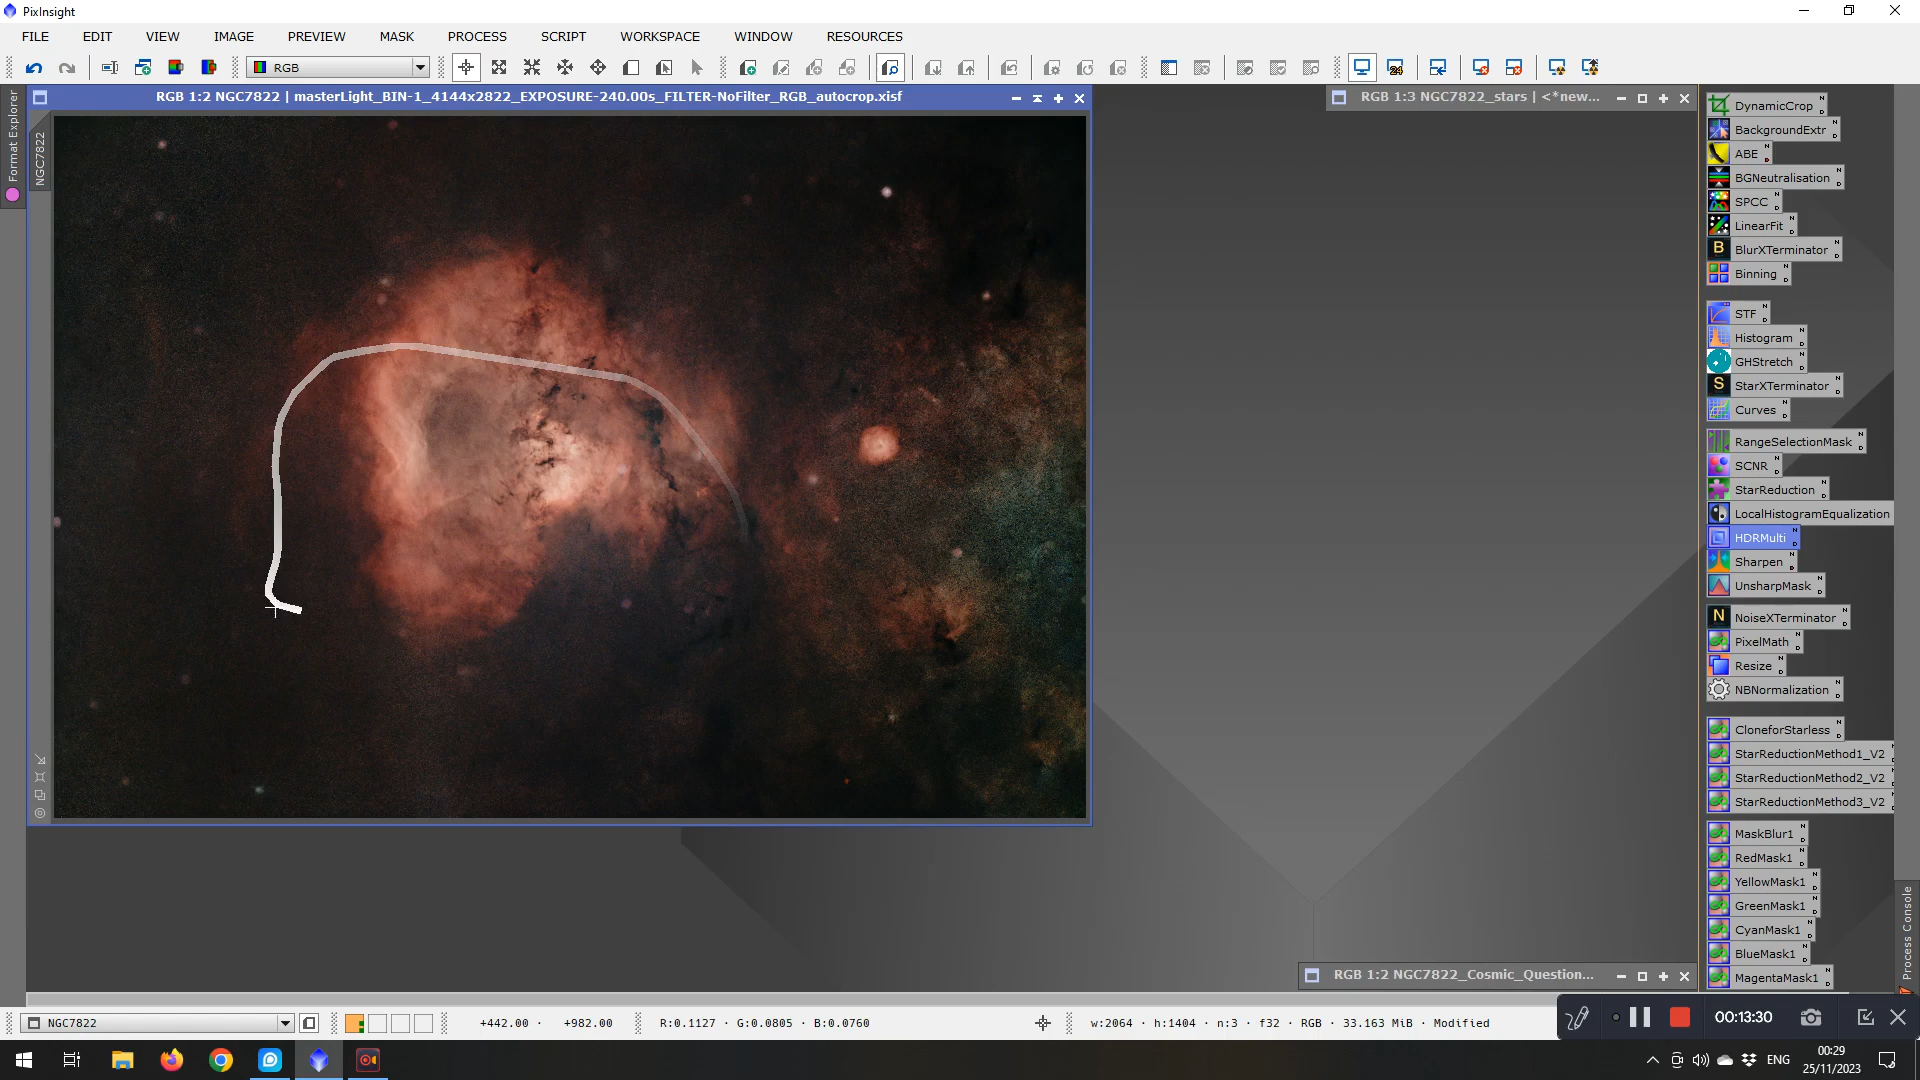 PixInsight
FILE EDIT VIEW IMAGE PREVIEW MASK PROCESS SCRIPT WORKSPACE WINDOW RESOURCES
RGB
24
Format Explorer
RGB 1:2 NGC7822 | masterLight_BIN-1_4144x2822_EXPOSURE-240.00s_FILTER-NoFilter_RGB_autocrop.xisf
NGC7822
RGB 1:3 NGC7822_stars | <*new...
DynamicCrop
BackgroundExtr
ABE
BGNeutralisation
SPCC
LinearFit
BlurXTerminator
Binning
STF
Histogram
GHStretch
StarXTerminator
Curves
RangeSelectionMask
SCNR
StarReduction
LocalHistogramEqualization
HDRMulti
Sharpen
UnsharpMask
NoiseXTerminator
PixelMath
Resize
NBNormalization
CloneforStarless
StarReductionMethod1_V2
StarReductionMethod2_V2
StarReductionMethod3_V2
MaskBlur1
RedMask1
YellowMask1
GreenMask1
CyanMask1
BlueMask1
MagentaMask1
Process Console
RGB 1:2 NGC7822_Cosmic_Question...
NGC7822
+442.00 · +982.00
R:0.1127 · G:0.0805 · B:0.0760
w:2064 · h:1404 · n:3 · f32 · RGB · 33.163 MiB · Modified
00:13:30
ENG
00:29
25/11/2023